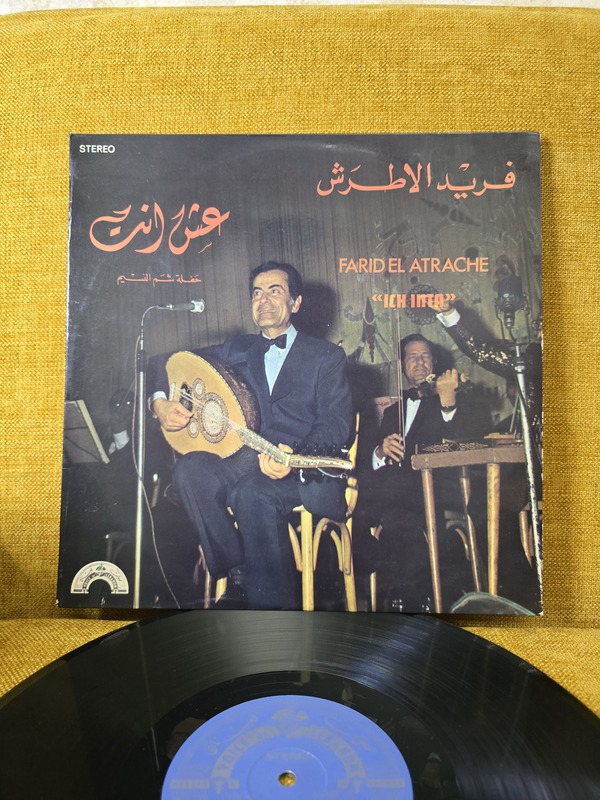 STEREO
فريد الاطرش
عش انت
حفلة شم النسيم
FARID EL ATRACHE
«ICH INTA»